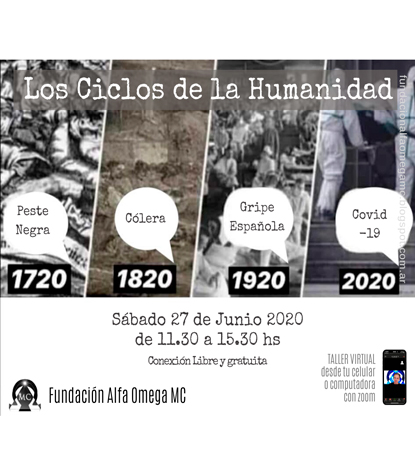 Los Ciclos de la Humanidad
fundacionalfaomegamc.blogspot.com.ar
Peste
Negra
Cólera
Gripe
Española
Covid
-19
1720
1820
1920
2020
Sábado 27 de Junio 2020
de 11.30 a 15.30 hs
Conexión Libre y gratuita
MC
Fundación Alfa Omega MC
TALLER VIRTUAL
desde tu celular
o computadora
con zoom